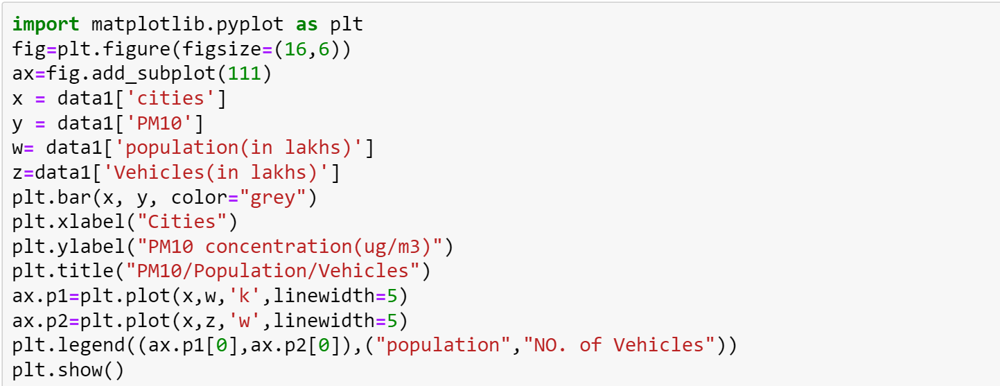 import matplotlib.pyplot as plt
fig=plt.figure(figsize=(16,6))
ax=fig.add_subplot(111)
x = data1['cities']
y = data1['PM10']
w= data1['population(in lakhs)']
z=data1['Vehicles(in lakhs)']
plt.bar(x, y, color="grey")
plt.xlabel("Cities")
plt.ylabel("PM10 concentration(ug/m3)")
plt.title("PM10/Population/Vehicles")
ax.p1=plt.plot(x,w,'k',linewidth=5)
ax.p2=plt.plot(x,z,'w',linewidth=5)
plt.legend((ax.p1[0],ax.p2[0]),("population","NO. of Vehicles"))
plt.show()